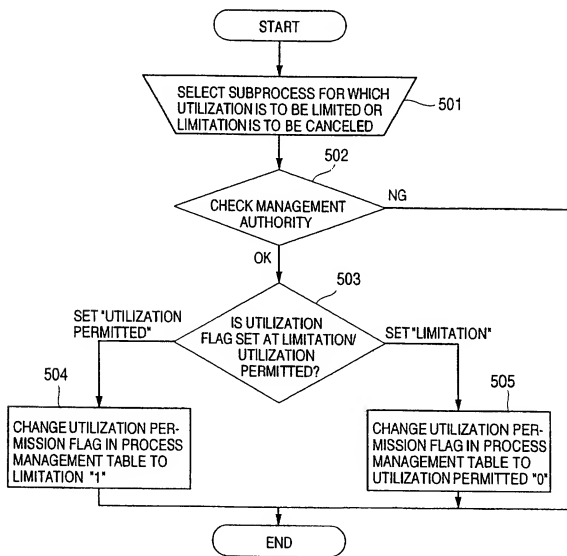 START
SELECT SUBPROCESS FOR WHICH
UTILIZATION IS TO BE LIMITED OR
LIMITATION IS TO BE CANCELED
501
502
CHECK MANAGEMENT
AUTHORITY
NG
OK
503
IS UTILIZATION
FLAG SET AT LIMITATION/
UTILIZATION
PERMITTED?
SET "UTILIZATION
PERMITTED"
SET "LIMITATION"
504
CHANGE UTILIZATION PER-
MISSION FLAG IN PROCESS
MANAGEMENT TABLE TO
LIMITATION "1"
505
CHANGE UTILIZATION PER-
MISSION FLAG IN PROCESS
MANAGEMENT TABLE TO
UTILIZATION PERMITTED "0"
END